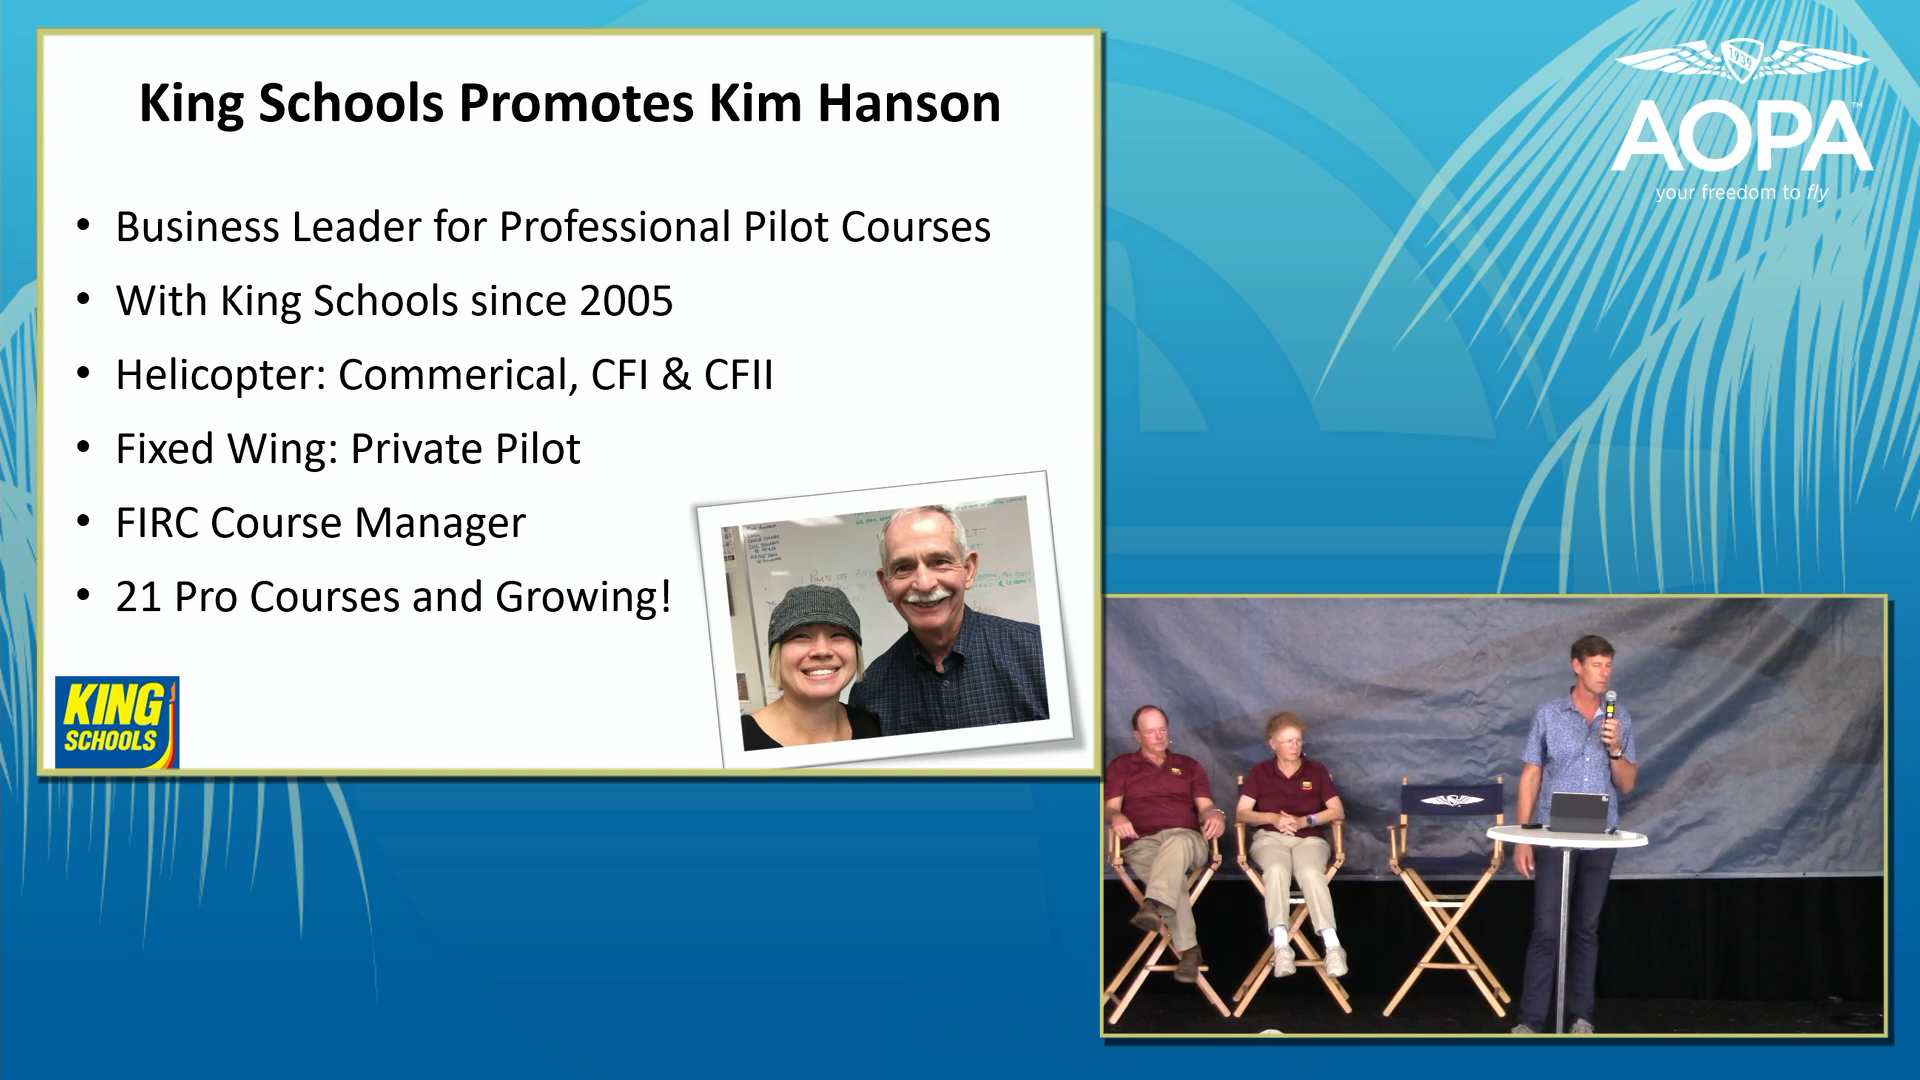 King Schools Promotes Kim Hanson
• Business Leader for Professional Pilot Courses
• With King Schools since 2005
• Helicopter: Commerical, CFI & CFII
• Fixed Wing: Private Pilot
• FIRC Course Manager
• 21 Pro Courses and Growing!
KING
SCHOOLS
1939
AOPA™
your freedom to fly